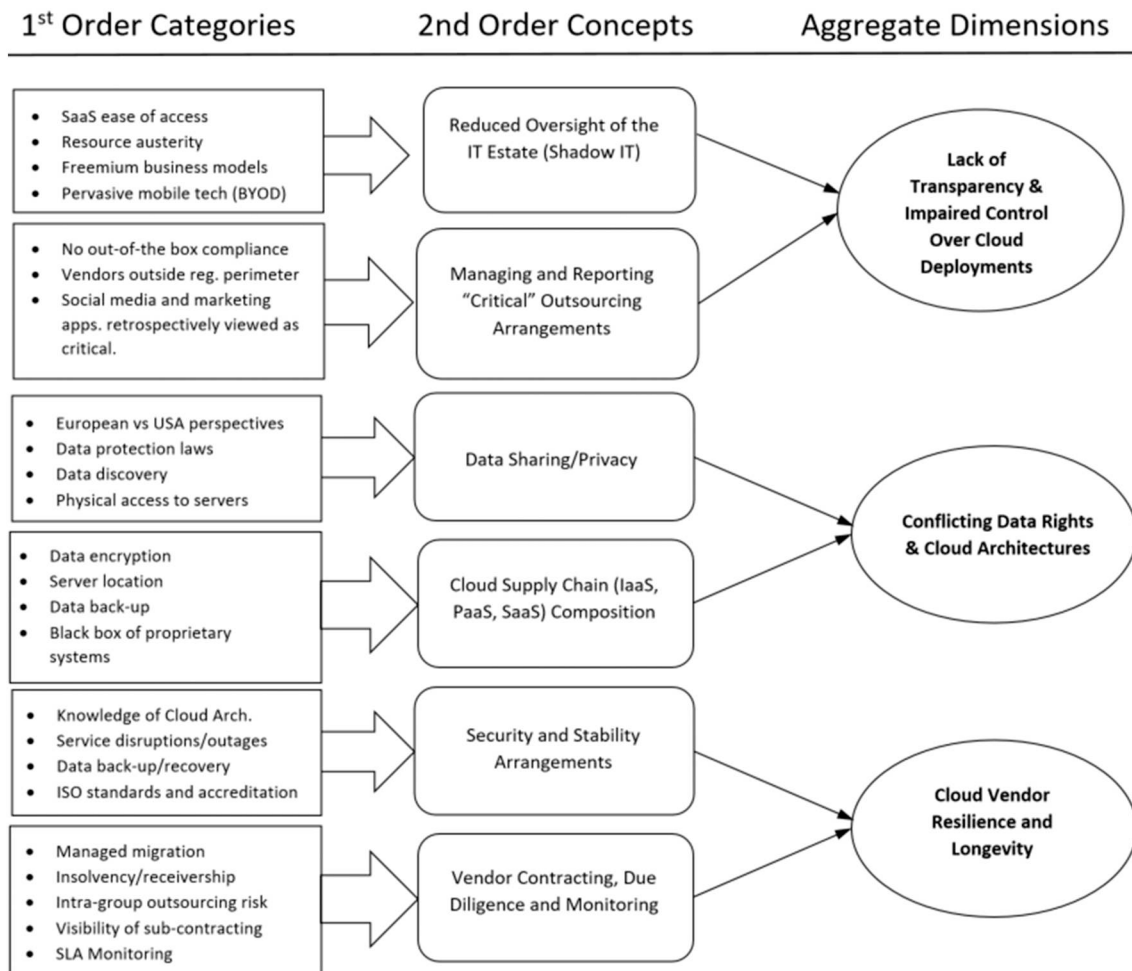 1st Order Categories
2nd Order Concepts
Aggregate Dimensions
• SaaS ease of access
• Resource austerity
• Freemium business models
• Pervasive mobile tech (BYOD)
Reduced Oversight of the
IT Estate (Shadow IT)
Lack of
Transparency &
Impaired Control
Over Cloud
Deployments
• No out-of-the box compliance
• Vendors outside reg. perimeter
• Social media and marketing
apps. retrospectively viewed as
critical.
Managing and Reporting
“Critical” Outsourcing
Arrangements
• European vs USA perspectives
• Data protection laws
• Data discovery
• Physical access to servers
Data Sharing/Privacy
Conflicting Data Rights
& Cloud Architectures
• Data encryption
• Server location
• Data back-up
• Black box of proprietary
systems
Cloud Supply Chain (IaaS,
PaaS, SaaS) Composition
• Knowledge of Cloud Arch.
• Service disruptions/outages
• Data back-up/recovery
• ISO standards and accreditation
Security and Stability
Arrangements
Cloud Vendor
Resilience and
Longevity
• Managed migration
• Insolvency/receivership
• Intra-group outsourcing risk
• Visibility of sub-contracting
• SLA Monitoring
Vendor Contracting, Due
Diligence and Monitoring